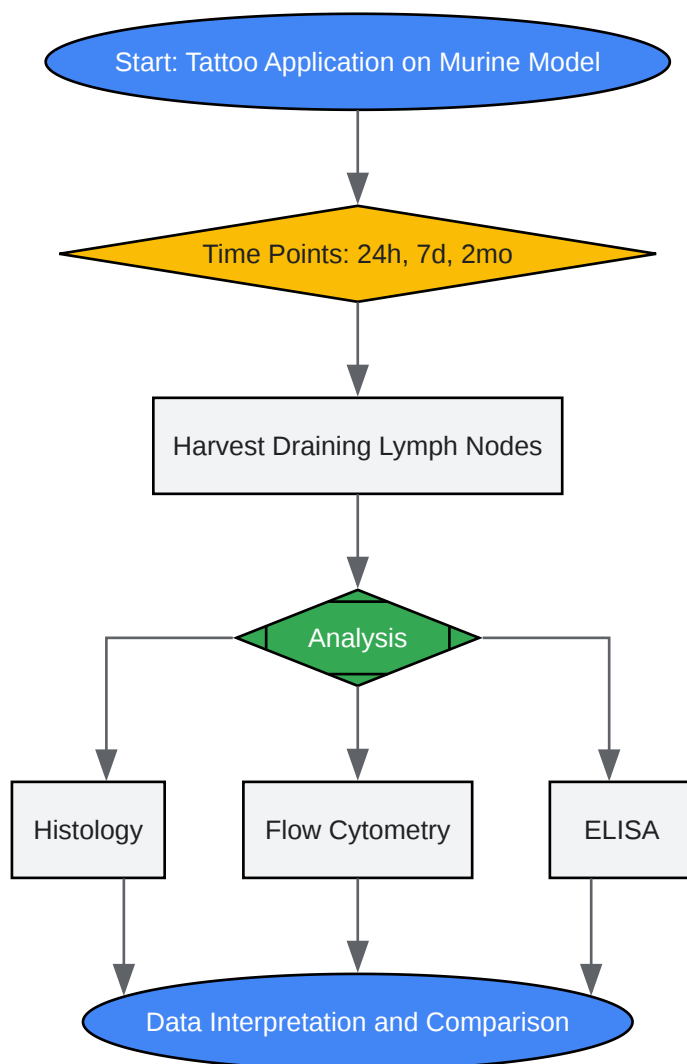 Start: Tattoo Application on Murine Model
Time Points: 24h, 7d, 2mo
Harvest Draining Lymph Nodes
Analysis
Histology
Flow Cytometry
ELISA
Data Interpretation and Comparison